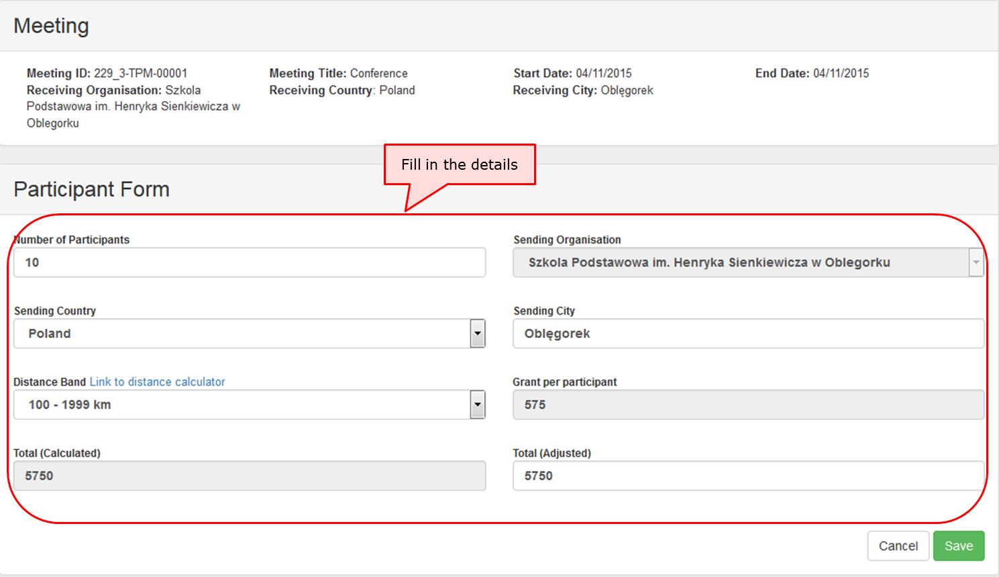 Meeting
Meeting ID: 229_3-TPM-00001
Receiving Organisation: Szkola
Podstawowa im. Henryka Sienkiewicza w
Oblegorku
Meeting Title: Conference
Receiving Country: Poland
Start Date: 04/11/2015
Receiving City: Oblęgorek
End Date: 04/11/2015
Fill in the details
Participant Form
Number of Participants
10
Sending Organisation
Szkola Podstawowa im. Henryka Sienkiewicza w Oblegorku
Sending Country
Poland
Sending City
Oblęgorek
Distance Band Link to distance calculator
100 - 1999 km
Grant per participant
575
Total (Calculated)
5750
Total (Adjusted)
5750
Cancel
Save